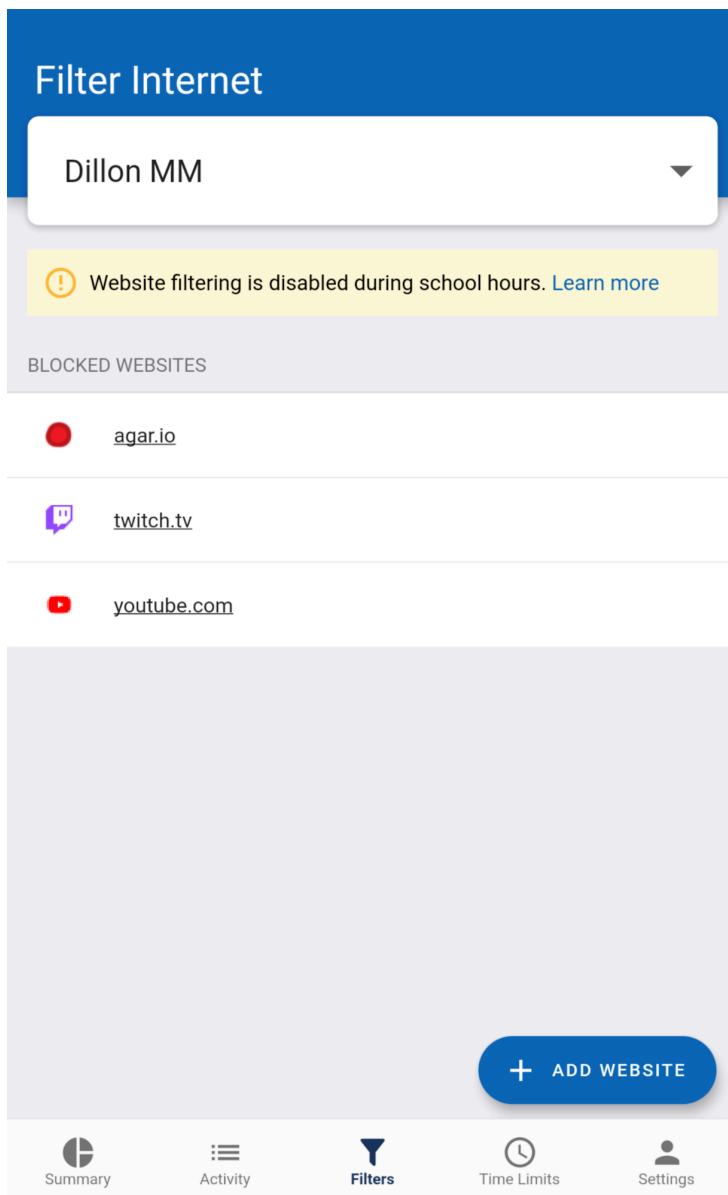 Filter Internet
Dillon MM
Website filtering is disabled during school hours. Learn more
BLOCKED WEBSITES
agar.io
twitch.tv
youtube.com
+ ADD WEBSITE
Summary Activity Filters Time Limits Settings